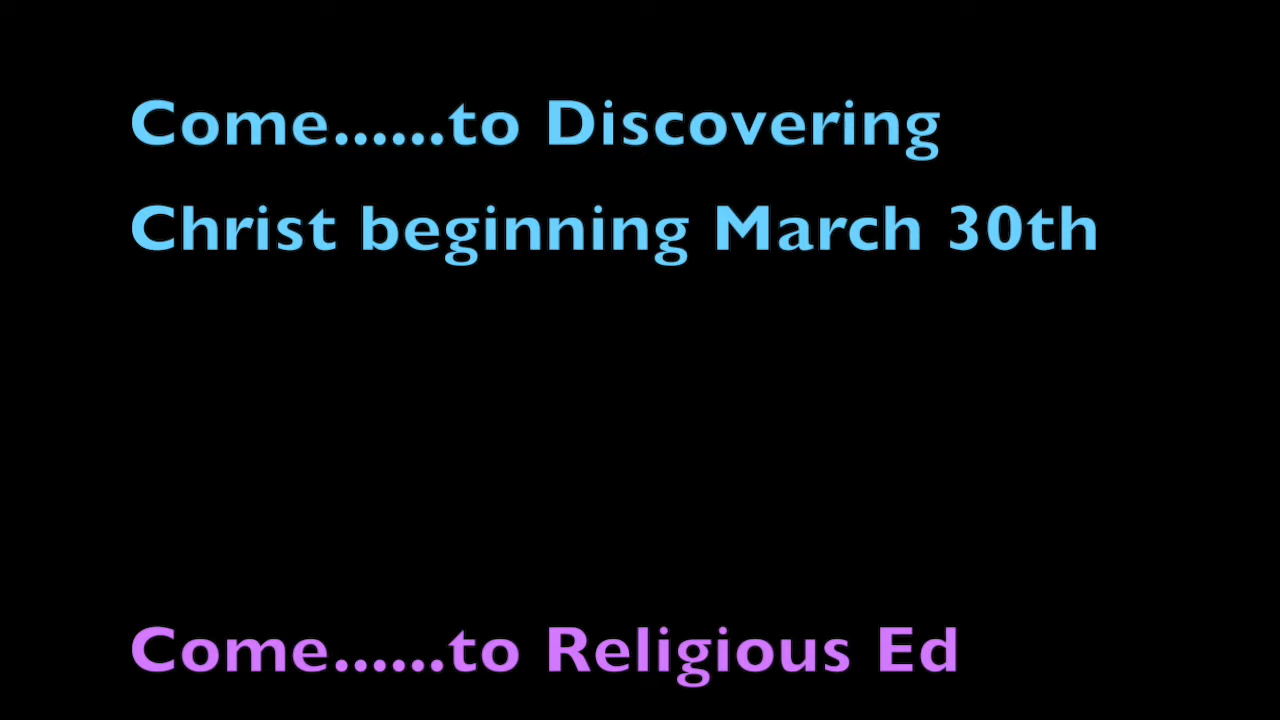 Come......to Discovering
Christ beginning March 30th
Come......to Religious Ed